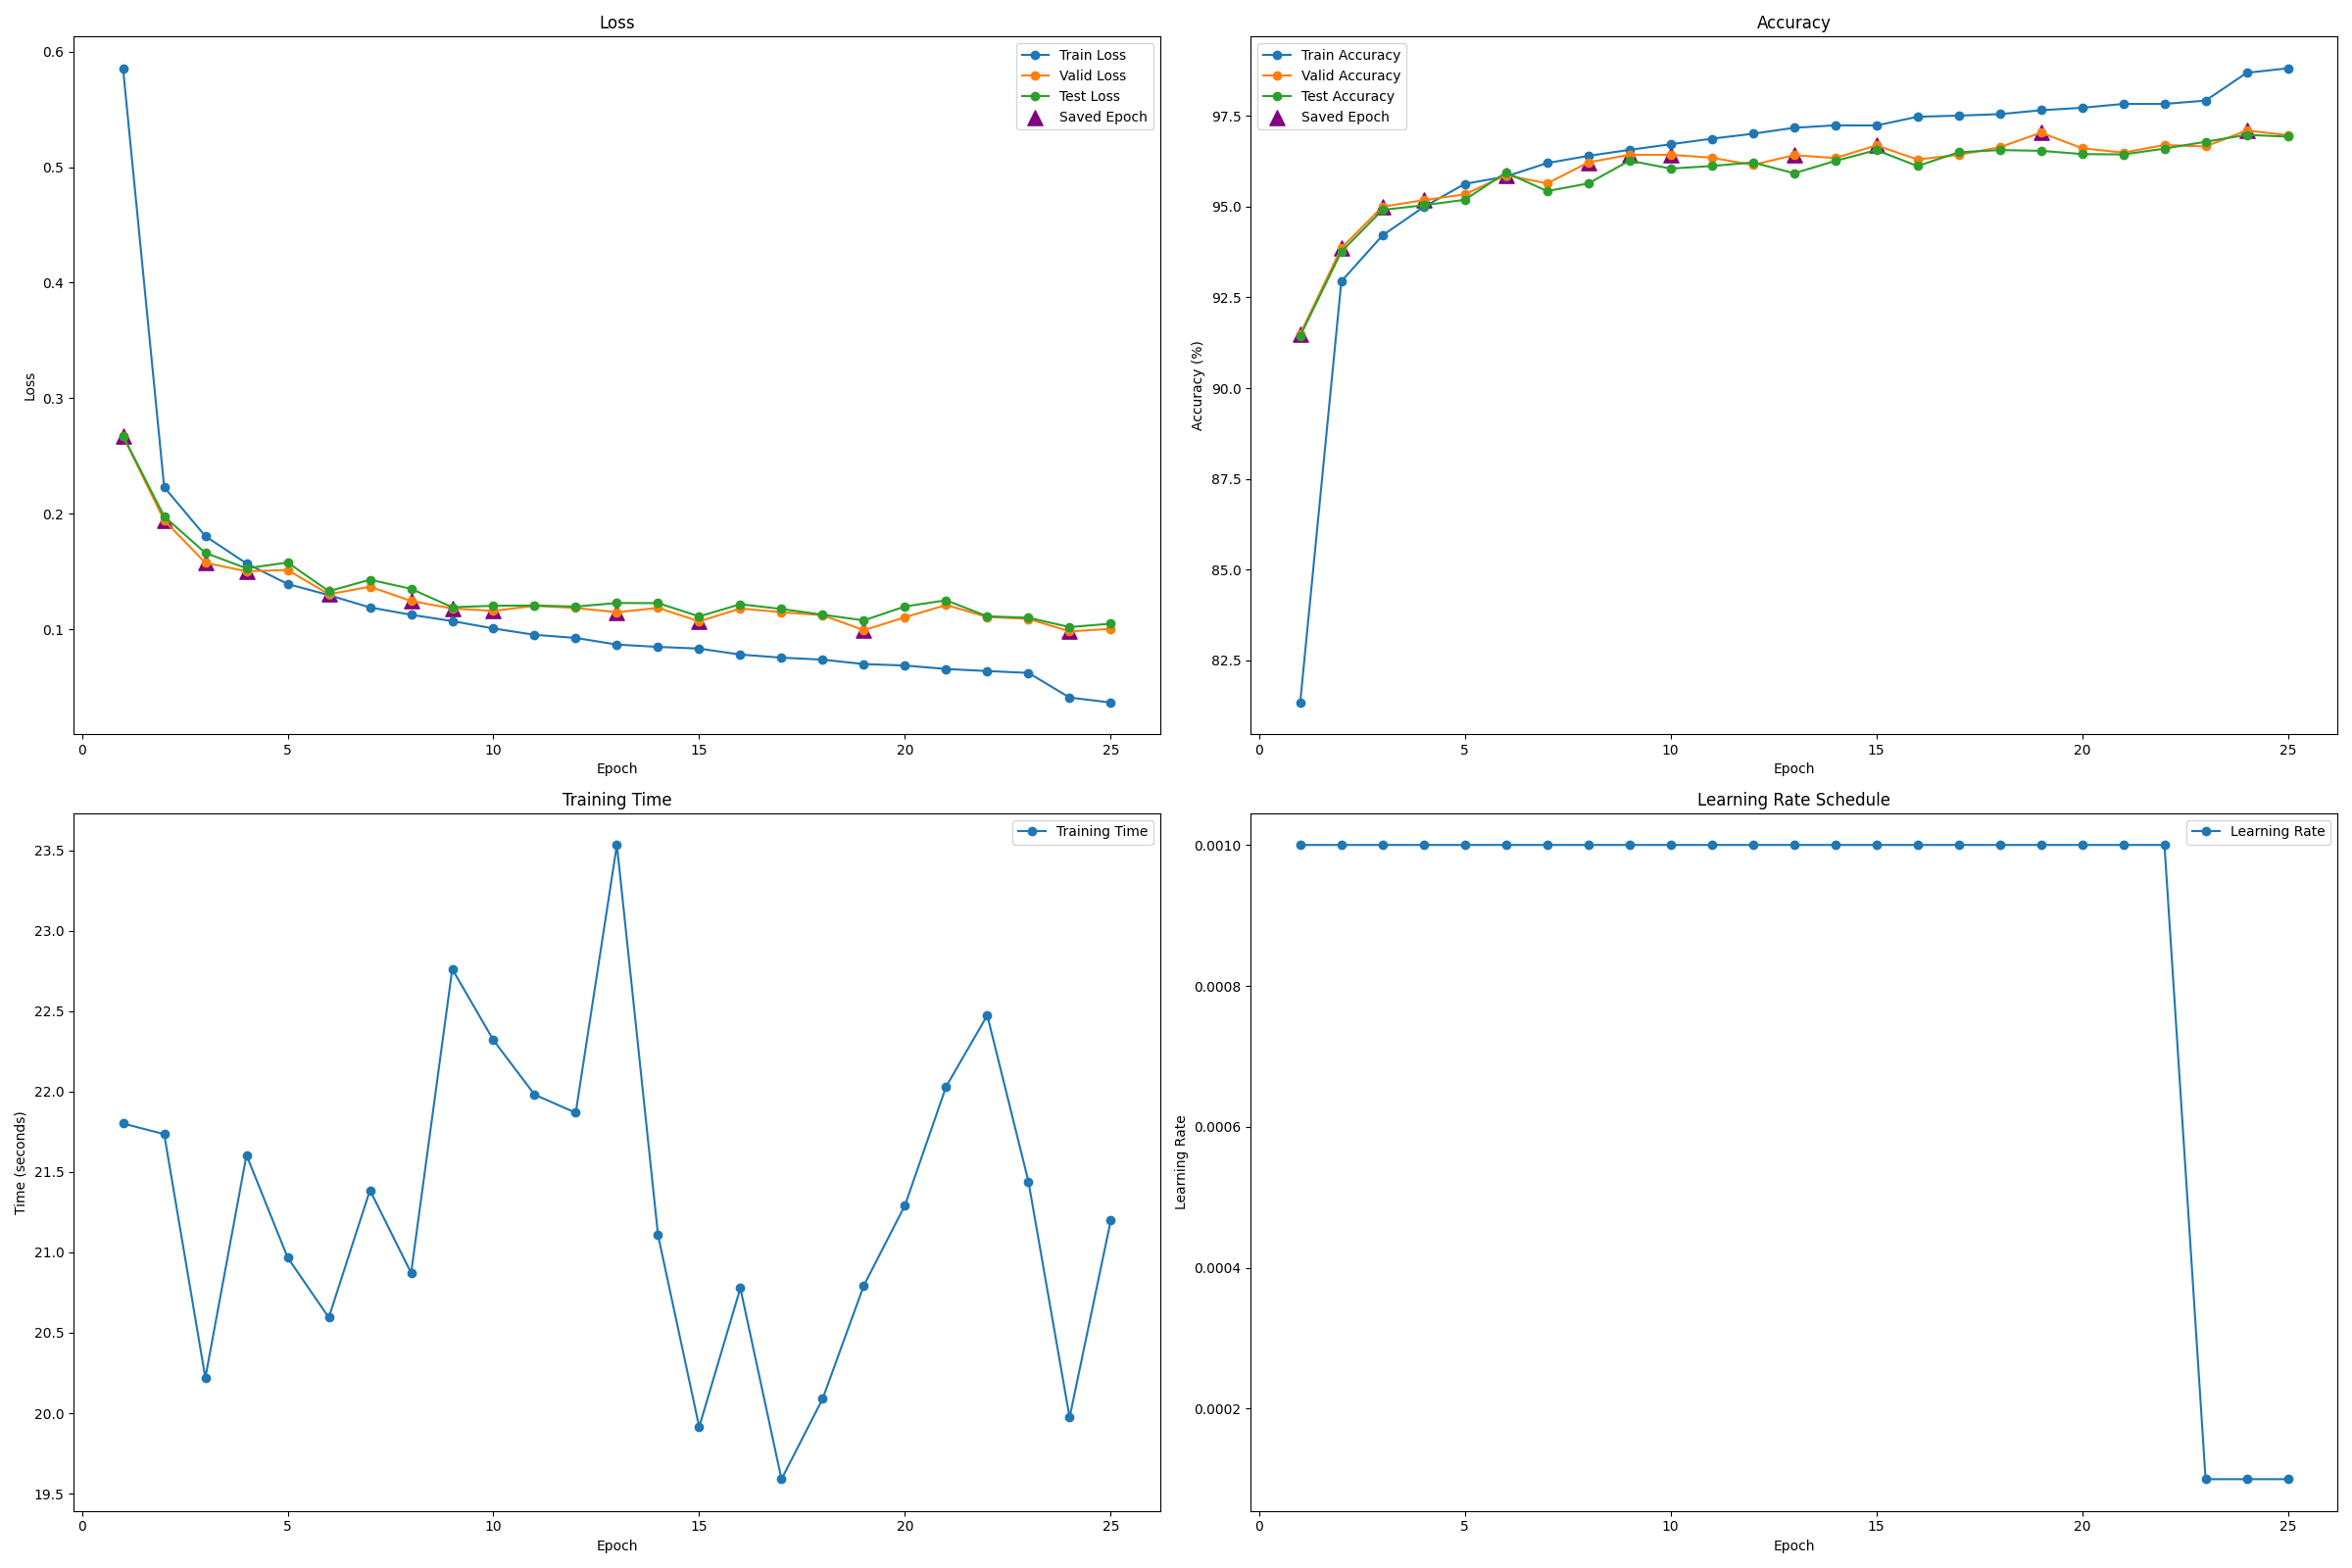 Loss
0.6
0.5
0.4
0.3
0.2
0.1
Loss
Train Loss
Valid Loss
Test Loss
Saved Epoch
0 5 10 15 20 25
Epoch
Accuracy
97.5
95.0
92.5
90.0
87.5
85.0
82.5
Accuracy (%)
Train Accuracy
Valid Accuracy
Test Accuracy
Saved Epoch
0 5 10 15 20 25
Epoch
Training Time
23.5
23.0
22.5
22.0
21.5
21.0
20.5
20.0
19.5
Time (seconds)
Training Time
0 5 10 15 20 25
Epoch
Learning Rate Schedule
0.0010
0.0008
0.0006
0.0004
0.0002
Learning Rate
Learning Rate
0 5 10 15 20 25
Epoch